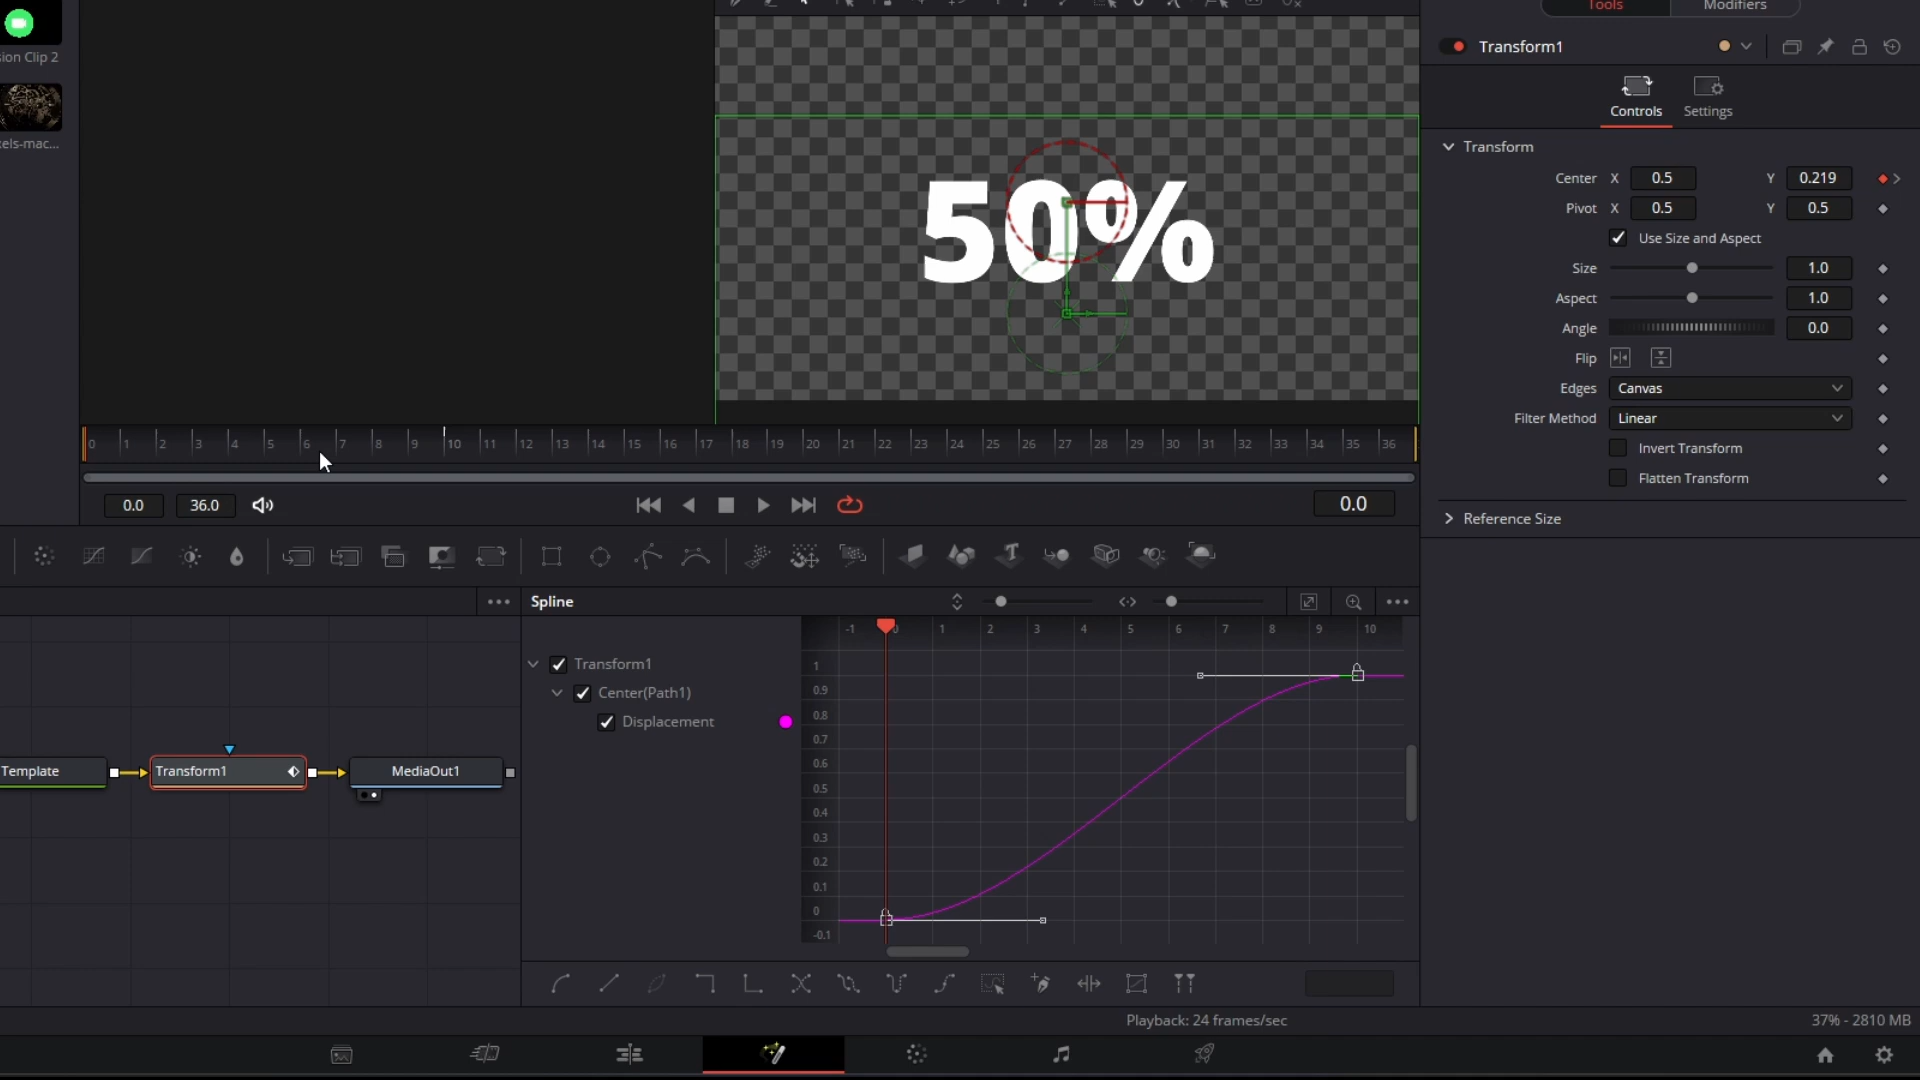 Tools Modifiers
sion Clip 2
xels-mac...
50%
Transform1
Controls Settings
Transform
Center X 0.5 Y 0.219
Pivot X 0.5 Y 0.5
Use Size and Aspect
Size 1.0
Aspect 1.0
Angle 0.0
Flip
Edges Canvas
Filter Method Linear
Invert Transform
Flatten Transform
Reference Size
0 1 2 3 4 5 6 7 8 9 10 11 12 13 14 15 16 17 18 19 20 21 22 23 24 25 26 27 28 29 30 31 32 33 34 35 36
0.0 36.0 0.0
Spline
-1 0 1 2 3 4 5 6 7 8 9 10
Transform1
Center(Path1)
Displacement
1
0.9
0.8
0.7
0.6
0.5
0.4
0.3
0.2
0.1
0
-0.1
Template Transform1 MediaOut1
Playback: 24 frames/sec
37% - 2810 MB